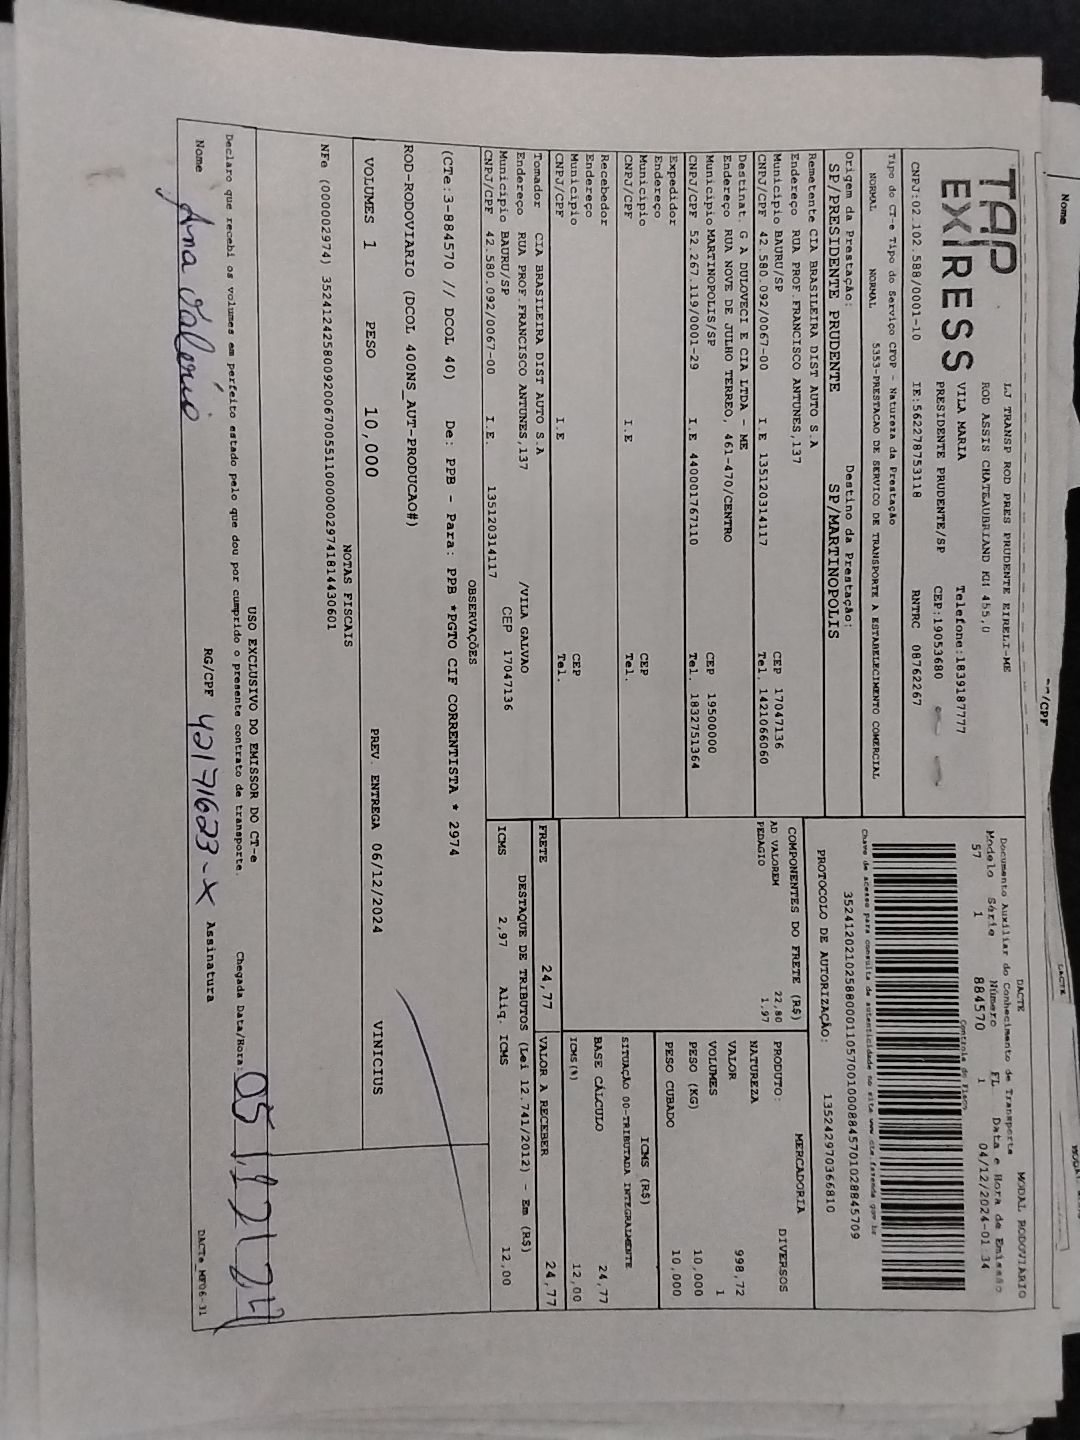 Nome
TAP EXPRESS
LJ TRANSP ROD PRES PRUDENTE EIRELI-ME
ROD ASSIS CHATEAUBRIAND KM 455,0
VILA MARIA Telefone:1839187777
PRESIDENTE PRUDENTE/SP CEP:19053680
CNPJ:02.102.588/0001-10 IE:562278753118 RNTRC 08762267
Tipo do CT-e Tipo do Serviço CFOP - Natureza da Prestação
NORMAL NORMAL 5353-PRESTACAO DE SERVICO DE TRANSPORTE A ESTABELECIMENTO COMERCIAL
Origem da Prestação: Destino da Prestação:
SP/PRESIDENTE PRUDENTE SP/MARTINOPOLIS
Remetente CIA BRASILEIRA DIST AUTO S.A
Endereço RUA PROF.FRANCISCO ANTUNES,137
Municipio BAURU/SP CEP 17047136
CNPJ/CPF 42.580.092/0067-00 I.E 135120314117 Tel. 1421066060
Destinat. G A DULOVECI E CIA LTDA - ME
Endereço RUA NOVE DE JULHO TERREO, 461-470/CENTRO
Municipio MARTINOPOLIS/SP CEP 19500000
CNPJ/CPF 52.267.119/0001-29 I.E 440001767110 Tel. 1832751364
Expedidor
Endereço
Municipio CEP
CNPJ/CPF I.E Tel.
Recebedor
Endereço
Municipio CEP
CNPJ/CPF I.E Tel.
Tomador CIA BRASILEIRA DIST AUTO S.A
Endereço RUA PROF.FRANCISCO ANTUNES,137 /VILA GALVAO
Municipio BAURU/SP CEP 17047136
CNPJ/CPF 42.580.092/0067-00 I.E. 135120314117
DACTE MODAL RODOVIÁRIO
Documento Auxiliar do Conhecimento de Transporte
Modelo Série Número FL Data e Hora de Emissão
57 1 884570 1 04/12/2024-01:34
Controle do Fisco
Chave de acesso para consulta de autenticidade no site www.cte.fazenda.gov.br
35241202102588000110570010008845701028845709
PROTOCOLO DE AUTORIZAÇÃO: 135242970366810
COMPONENTES DO FRETE (R$)
AD VALOREM 22,80
PEDAGIO 1,97
MERCADORIA
PRODUTO: DIVERSOS
NATUREZA
VALOR 998,72
VOLUMES 1
PESO (KG) 10,000
PESO CUBADO 10,000
ICMS (R$)
SITUAÇÃO 00-TRIBUTADA INTEGRALMENTE
BASE CÁLCULO 24,77
ICMS(%) 12,00
FRETE 24,77 VALOR A RECEBER 24,77
DESTAQUE DE TRIBUTOS (Lei 12.741/2012) - Em (R$)
ICMS 2,97 Aliq. ICMS 12,00
OBSERVAÇÕES
(CTe:3-884570 // DCOL 40) De: PPB - Para: PPB *PGTO CIF CORRENTISTA * 2974
ROD-RODOVIARIO (DCOL 400NS_AUT-PRODUCAO#)
VOLUMES 1 PESO 10,000 PREV. ENTREGA 06/12/2024 VINICIUS
NOTAS FISCAIS
NFe (000002974) 35241242580092006700551100000029741814430601
USO EXCLUSIVO DO EMISSOR DO CT-e
Declaro que recebi os volumes em perfeito estado pelo que dou por cumprido o presente contrato de transporte. Chegada Data/Hora: 05 12 24
Nome Ana Valerio RG/CPF 42171623-X Assinatura
DACTe_MF06-31